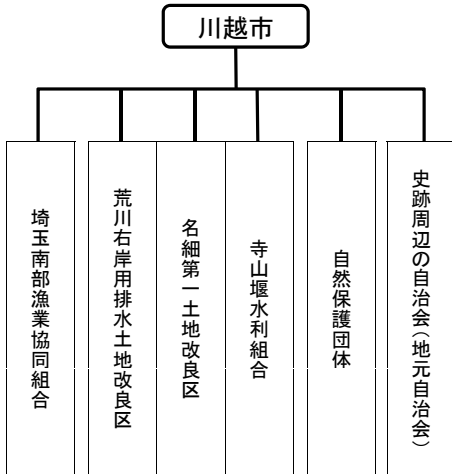 川越市
埼玉南部漁業協同組合
荒川右岸用排水土地改良区
名細第一土地改良区
寺山堰水利組合
自然保護団体
史跡周辺の自治会（地元自治会）